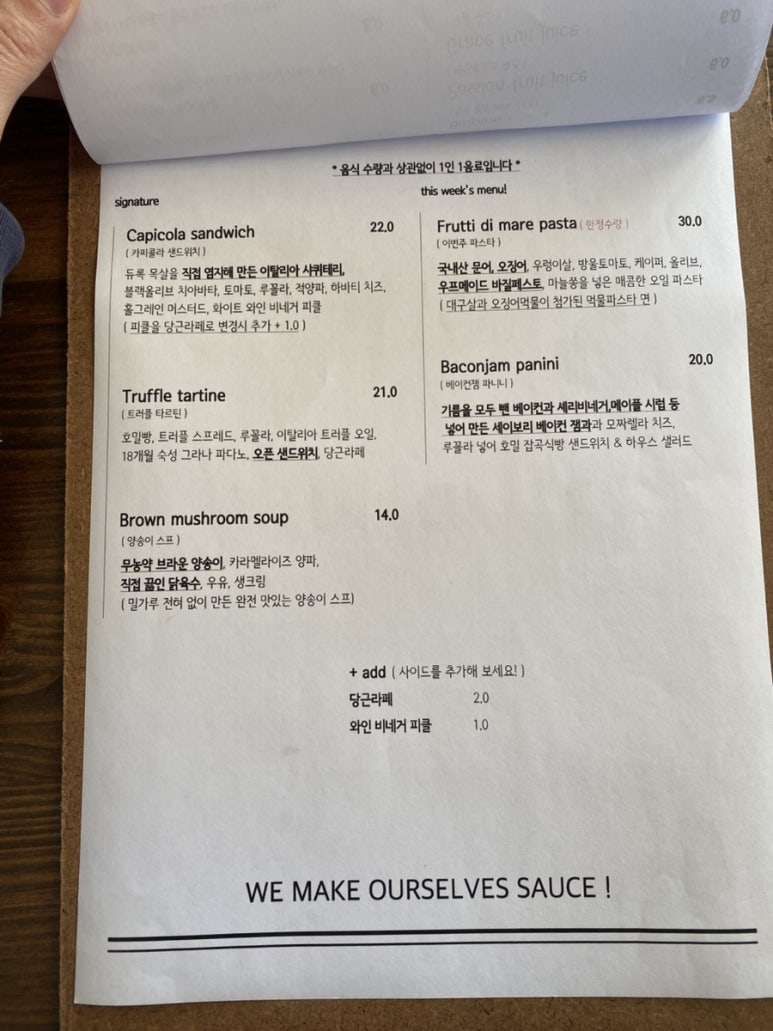 Grape fruit juice
6.0
Passion-fruit juice
6.0
6.5
* 음식 수량과 상관없이 1인 1음료입니다 *
signature
Capicola sandwich 22.0
( 카피콜라 샌드위치 )
듀록 목살을 직접 염지해 만든 이탈리아 샤퀴테리,
블랙올리브 치아바타, 토마토, 루꼴라, 적양파, 하바티 치즈,
홀그레인 머스터드, 화이트 와인 비네거 피클
( 피클을 당근라페로 변경시 추가 + 1.0 )
Truffle tartine 21.0
( 트러플 타르틴 )
호밀빵, 트러플 스프레드, 루꼴라, 이탈리아 트러플 오일,
18개월 숙성 그라나 파다노, 오픈 샌드위치, 당근라페
Brown mushroom soup 14.0
( 양송이 스프 )
무농약 브라운 양송이, 카라멜라이즈 양파,
직접 끓인 닭육수, 우유, 생크림
( 밀가루 전혀 없이 만든 완전 맛있는 양송이 스프)
this week's menu!
Frutti di mare pasta ( 한정수량 ) 30.0
( 이번주 파스타 )
국내산 문어, 오징어, 우렁이살, 방울토마토, 케이퍼, 올리브,
우프메이드 바질페스토, 마늘쫑을 넣은 매콤한 오일 파스타
( 대구살과 오징어먹물이 첨가된 먹물파스타 면 )
Baconjam panini 20.0
( 베이컨잼 파니니 )
기름을 모두 뺀 베이컨과 셰리비네거,메이플 시럼 등
넣어 만든 세이보리 베이컨 잼과과 모짜렐라 치즈,
루꼴라 넣어 호밀 잡곡식빵 샌드위치 & 하우스 샐러드
+ add ( 사이드를 추가해 보세요! )
당근라페 2.0
와인 비네거 피클 1.0
WE MAKE OURSELVES SAUCE !